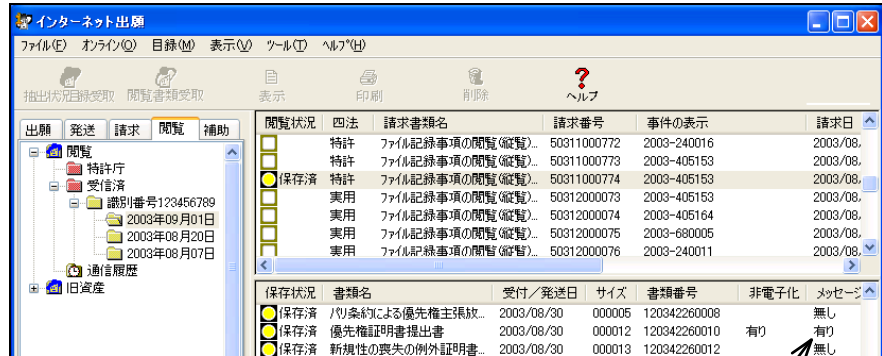 インターネット出願
ファイル(F) オンライン(O) 目録(M) 表示(V) ツール(T) ヘルプ(H)
抽出状況目録受取 閲覧書類受取 表示 印刷 削除 ヘルプ
出願 発送 請求 閲覧 補助
閲覧
特許庁
受信済
識別番号123456789
2003年09月01日
2003年08月20日
2003年08月07日
通信履歴
旧資産
閲覧状況 四法 請求書類名 請求番号 事件の表示 請求日
特許 ファイル記録事項の閲覧(縦覧)... 50311000772 2003-240016 2003/08
特許 ファイル記録事項の閲覧(縦覧)... 50311000773 2003-405153 2003/08
保存済 特許 ファイル記録事項の閲覧(縦覧)... 50311000774 2003-405153 2003/08
実用 ファイル記録事項の閲覧(縦覧)... 50312000073 2003-405153 2003/08
実用 ファイル記録事項の閲覧(縦覧)... 50312000074 2003-405164 2003/08
実用 ファイル記録事項の閲覧(縦覧)... 50312000075 2003-680005 2003/08
実用 ファイル記録事項の閲覧(縦覧)... 50312000076 2003-240011 2003/08
保存状況 書類名 受付／発送日 サイズ 書類番号 非電子化 メッセージ
保存済 パリ条約による優先権主張放... 2003/08/30 000005 120342260008 無し
保存済 優先権証明書提出書 2003/08/30 000012 120342260010 有り 有り
保存済 新規性の喪失の例外証明書... 2003/08/30 000013 120342260012 無し